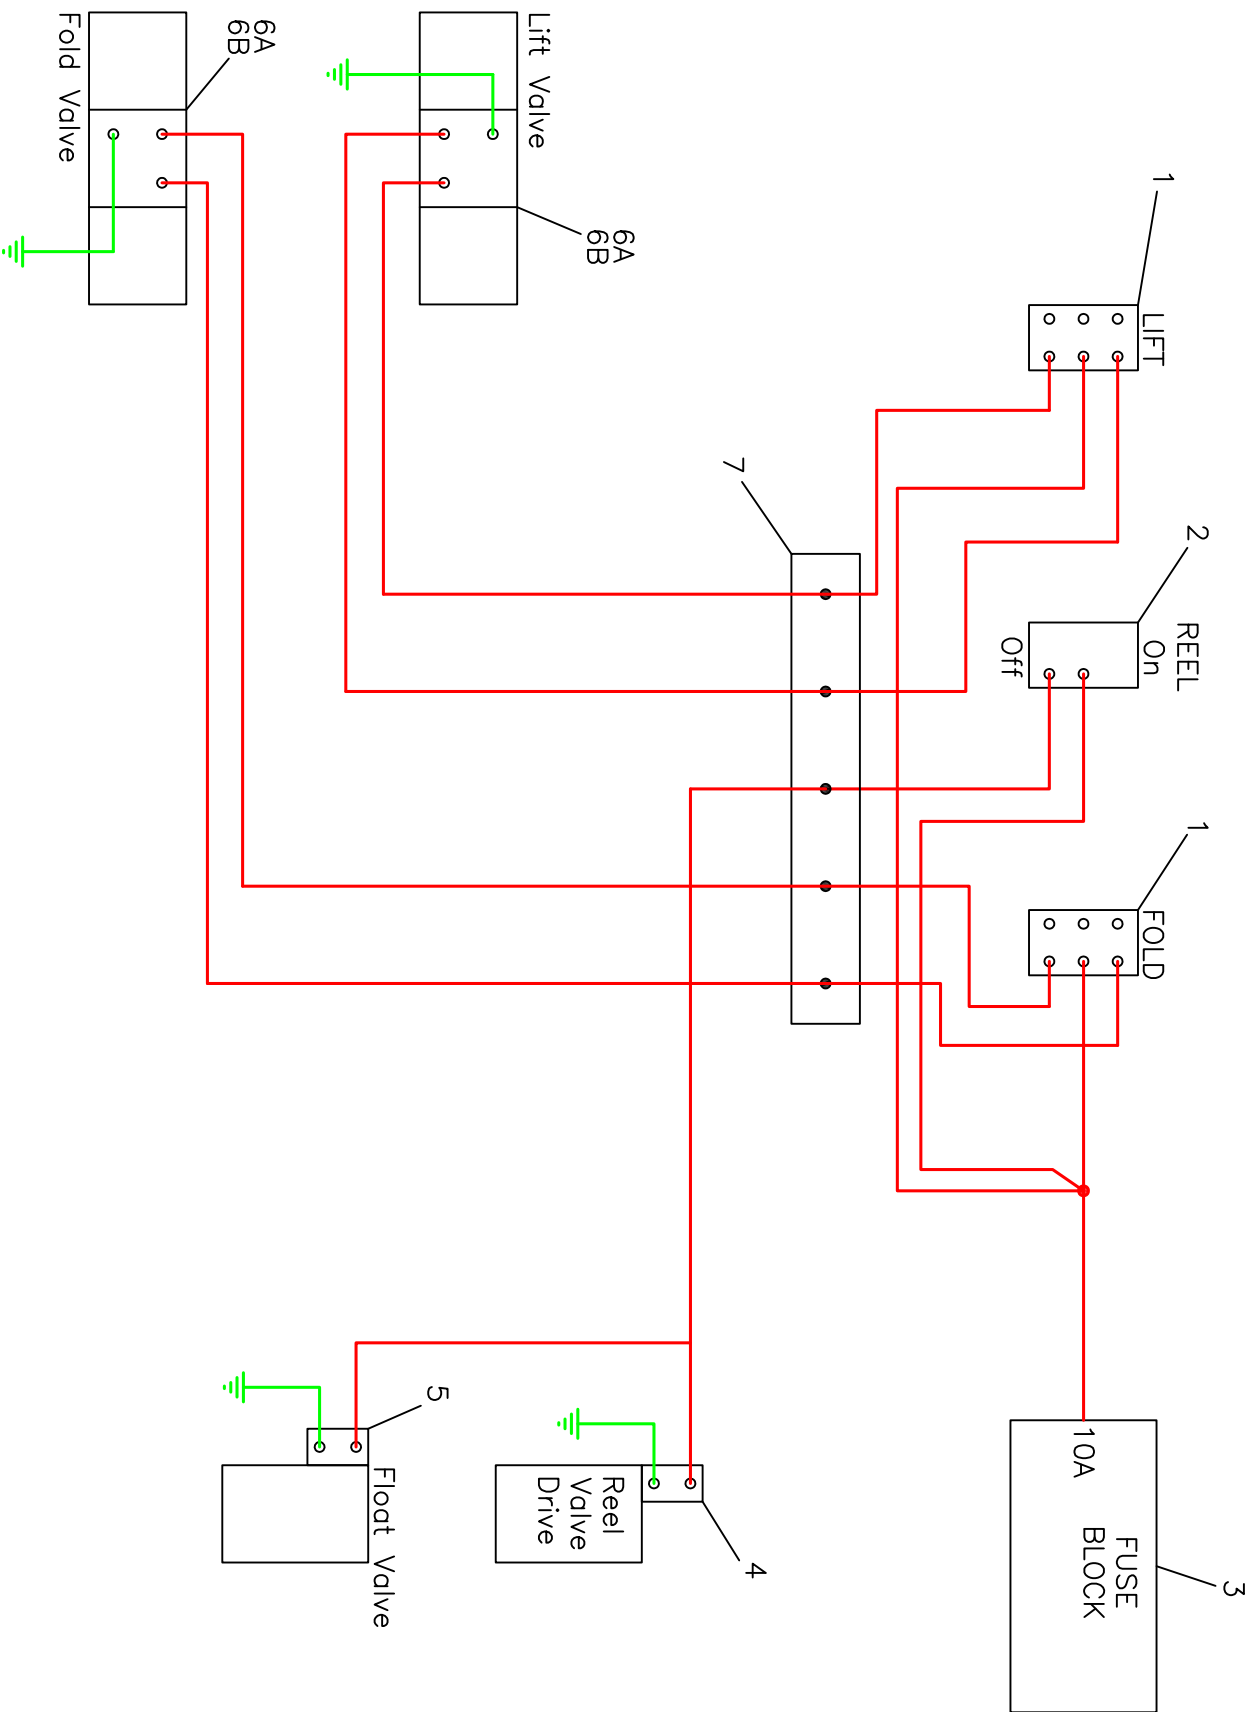 3
FUSE
BLOCK
10A
1
FOLD
2
REEL
On
Off
1
LIFT
7
4
Reel
Valve
Drive
5
Float Valve
6A
6B
Lift Valve
6A
6B
Fold Valve